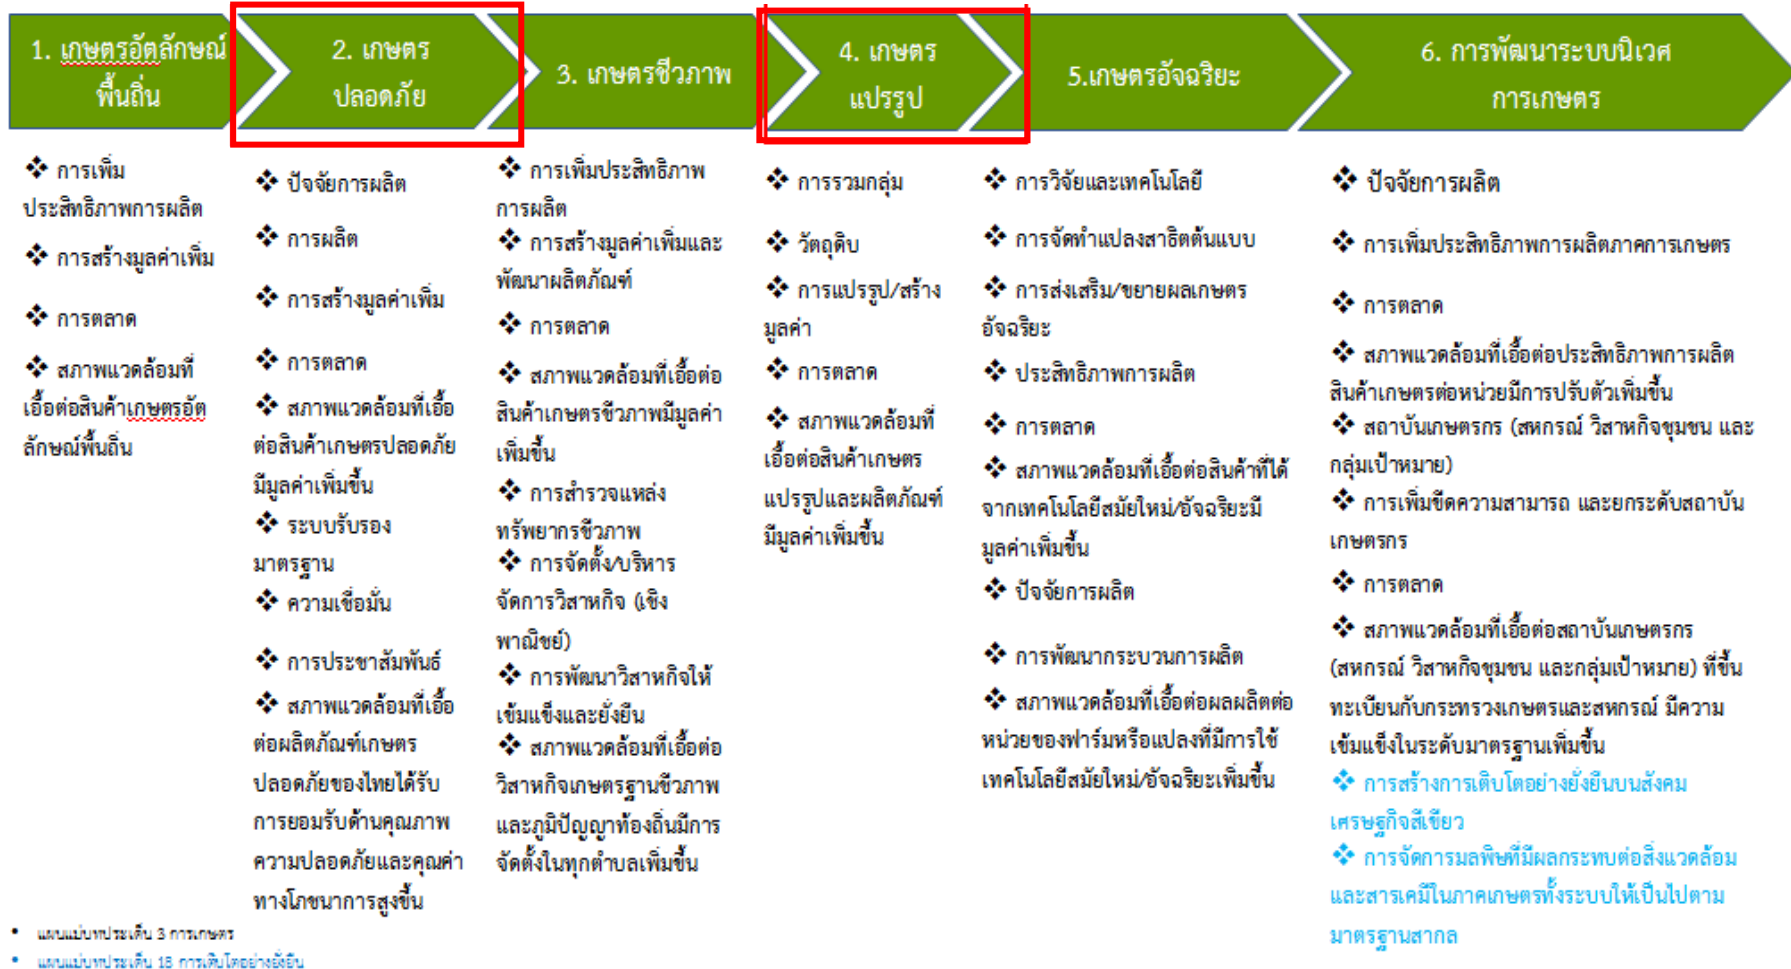 1. เกษตรอัตลักษณ์
พื้นถิ่น
2. เกษตร
ปลอดภัย
3. เกษตรชีวภาพ
4. เกษตร
แปรรูป
5.เกษตรอัจฉริยะ
6. การพัฒนาระบบนิเวศ
การเกษตร
❖ การเพิ่ม
ประสิทธิภาพการผลิต
❖ การสร้างมูลค่าเพิ่ม
❖ การตลาด
❖ สภาพแวดล้อมที่
เอื้อต่อสินค้าเกษตรอัต
ลักษณ์พื้นถิ่น
❖ ปัจจัยการผลิต
❖ การผลิต
❖ การสร้างมูลค่าเพิ่ม
❖ การตลาด
❖ สภาพแวดล้อมที่เอื้อ
ต่อสินค้าเกษตรปลอดภัย
มีมูลค่าเพิ่มขึ้น
❖ ระบบรับรอง
มาตรฐาน
❖ ความเชื่อมั่น
❖ การประชาสัมพันธ์
❖ สภาพแวดล้อมที่เอื้อ
ต่อผลิตภัณฑ์เกษตร
ปลอดภัยของไทยได้รับ
การยอมรับด้านคุณภาพ
ความปลอดภัยและคุณค่า
ทางโภชนาการสูงขึ้น
❖ การเพิ่มประสิทธิภาพ
การผลิต
❖ การสร้างมูลค่าเพิ่มและ
พัฒนาผลิตภัณฑ์
❖ การตลาด
❖ สภาพแวดล้อมที่เอื้อต่อ
สินค้าเกษตรชีวภาพมีมูลค่า
เพิ่มขึ้น
❖ การสำรวจแหล่ง
ทรัพยากรชีวภาพ
❖ การจัดตั้ง/บริหาร
จัดการวิสาหกิจ (เชิง
พาณิชย์)
❖ การพัฒนาวิสาหกิจให้
เข้มแข็งและยั่งยืน
❖ สภาพแวดล้อมที่เอื้อต่อ
วิสาหกิจเกษตรฐานชีวภาพ
และภูมิปัญญาท้องถิ่นมีการ
จัดตั้งในทุกตำบลเพิ่มขึ้น
❖ การรวมกลุ่ม
❖ วัตถุดิบ
❖ การแปรรูป/สร้าง
มูลค่า
❖ การตลาด
❖ สภาพแวดล้อมที่
เอื้อต่อสินค้าเกษตร
แปรรูปและผลิตภัณฑ์
มีมูลค่าเพิ่มขึ้น
❖ การวิจัยและเทคโนโลยี
❖ การจัดทำแปลงสาธิตต้นแบบ
❖ การส่งเสริม/ขยายผลเกษตร
อัจฉริยะ
❖ ประสิทธิภาพการผลิต
❖ การตลาด
❖ สภาพแวดล้อมที่เอื้อต่อสินค้าที่ได้
จากเทคโนโลยีสมัยใหม่/อัจฉริยะมี
มูลค่าเพิ่มขึ้น
❖ ปัจจัยการผลิต
❖ การพัฒนากระบวนการผลิต
❖ สภาพแวดล้อมที่เอื้อต่อผลผลิตต่อ
หน่วยของฟาร์มหรือแปลงที่มีการใช้
เทคโนโลยีสมัยใหม่/อัจฉริยะเพิ่มขึ้น
❖ ปัจจัยการผลิต
❖ การเพิ่มประสิทธิภาพการผลิตภาคการเกษตร
❖ การตลาด
❖ สภาพแวดล้อมที่เอื้อต่อประสิทธิภาพการผลิต
สินค้าเกษตรต่อหน่วยมีการปรับตัวเพิ่มขึ้น
❖ สถาบันเกษตรกร (สหกรณ์ วิสาหกิจชุมชน และ
กลุ่มเป้าหมาย)
❖ การเพิ่มขีดความสามารถ และยกระดับสถาบัน
เกษตรกร
❖ การตลาด
❖ สภาพแวดล้อมที่เอื้อต่อสถาบันเกษตรกร
(สหกรณ์ วิสาหกิจชุมชน และกลุ่มเป้าหมาย) ที่ขึ้น
ทะเบียนกับกระทรวงเกษตรและสหกรณ์ มีความ
เข้มแข็งในระดับมาตรฐานเพิ่มขึ้น
❖ การสร้างการเติบโตอย่างยั่งยืนบนสังคม
เศรษฐกิจสีเขียว
❖ การจัดการมลพิษที่มีผลกระทบต่อสิ่งแวดล้อม
และสารเคมีในภาคเกษตรทั้งระบบให้เป็นไปตาม
มาตรฐานสากล
• แผนแม่บทประเด็น 3 การเกษตร
• แผนแม่บทประเด็น 18 การเติบโตอย่างยั่งยืน